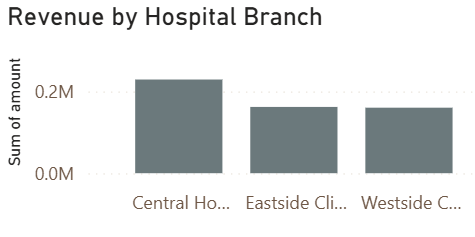 Revenue by Hospital Branch
Sum of amount
0.2M
0.0M
Central Ho...
Eastside Cli...
Westside C...